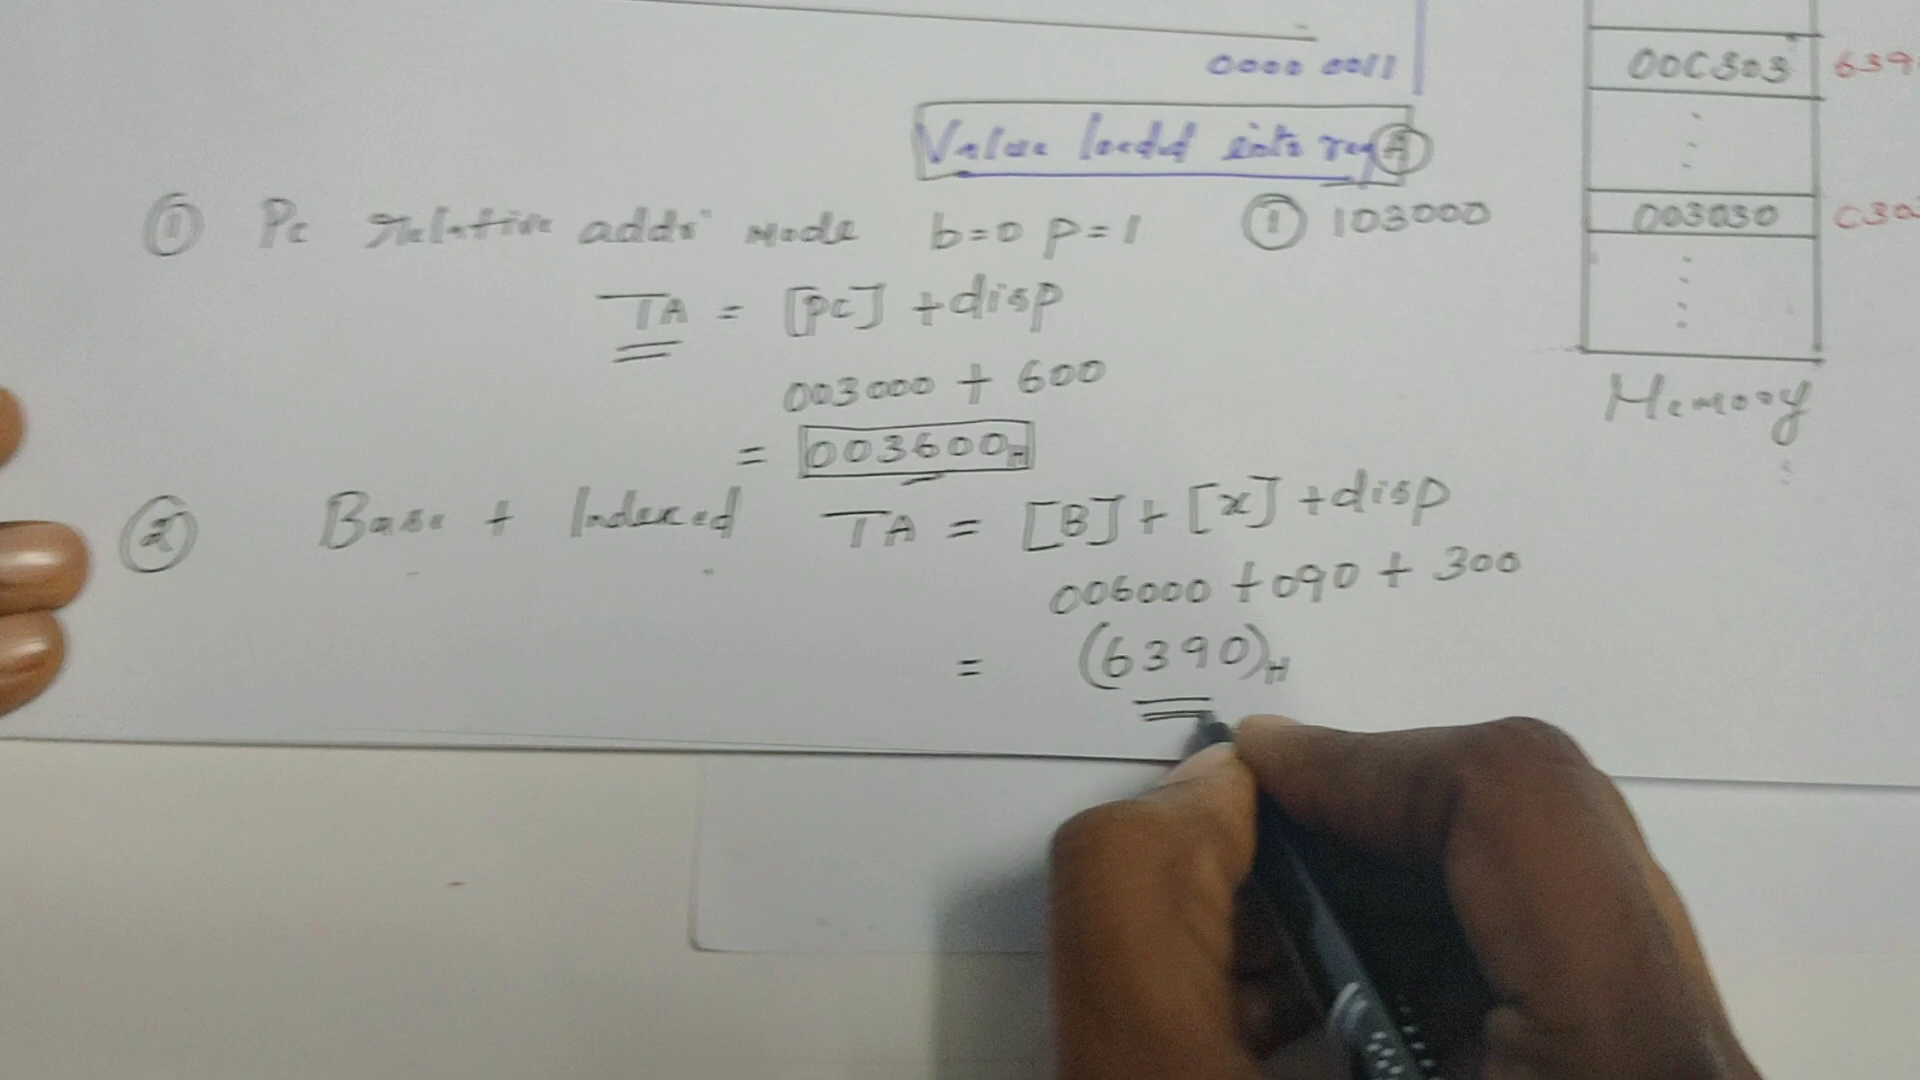 0000 0011
Value loadd into reg A
① Pc relative addr Mode b=0 p=1 ① 103000
TA = [PC] + disp
003000 + 600
= 003600H
② Base + Indexed TA = [B] + [x] + disp
006000 + 090 + 300
= (6390)H
00C303 639
003030 C30
Memory